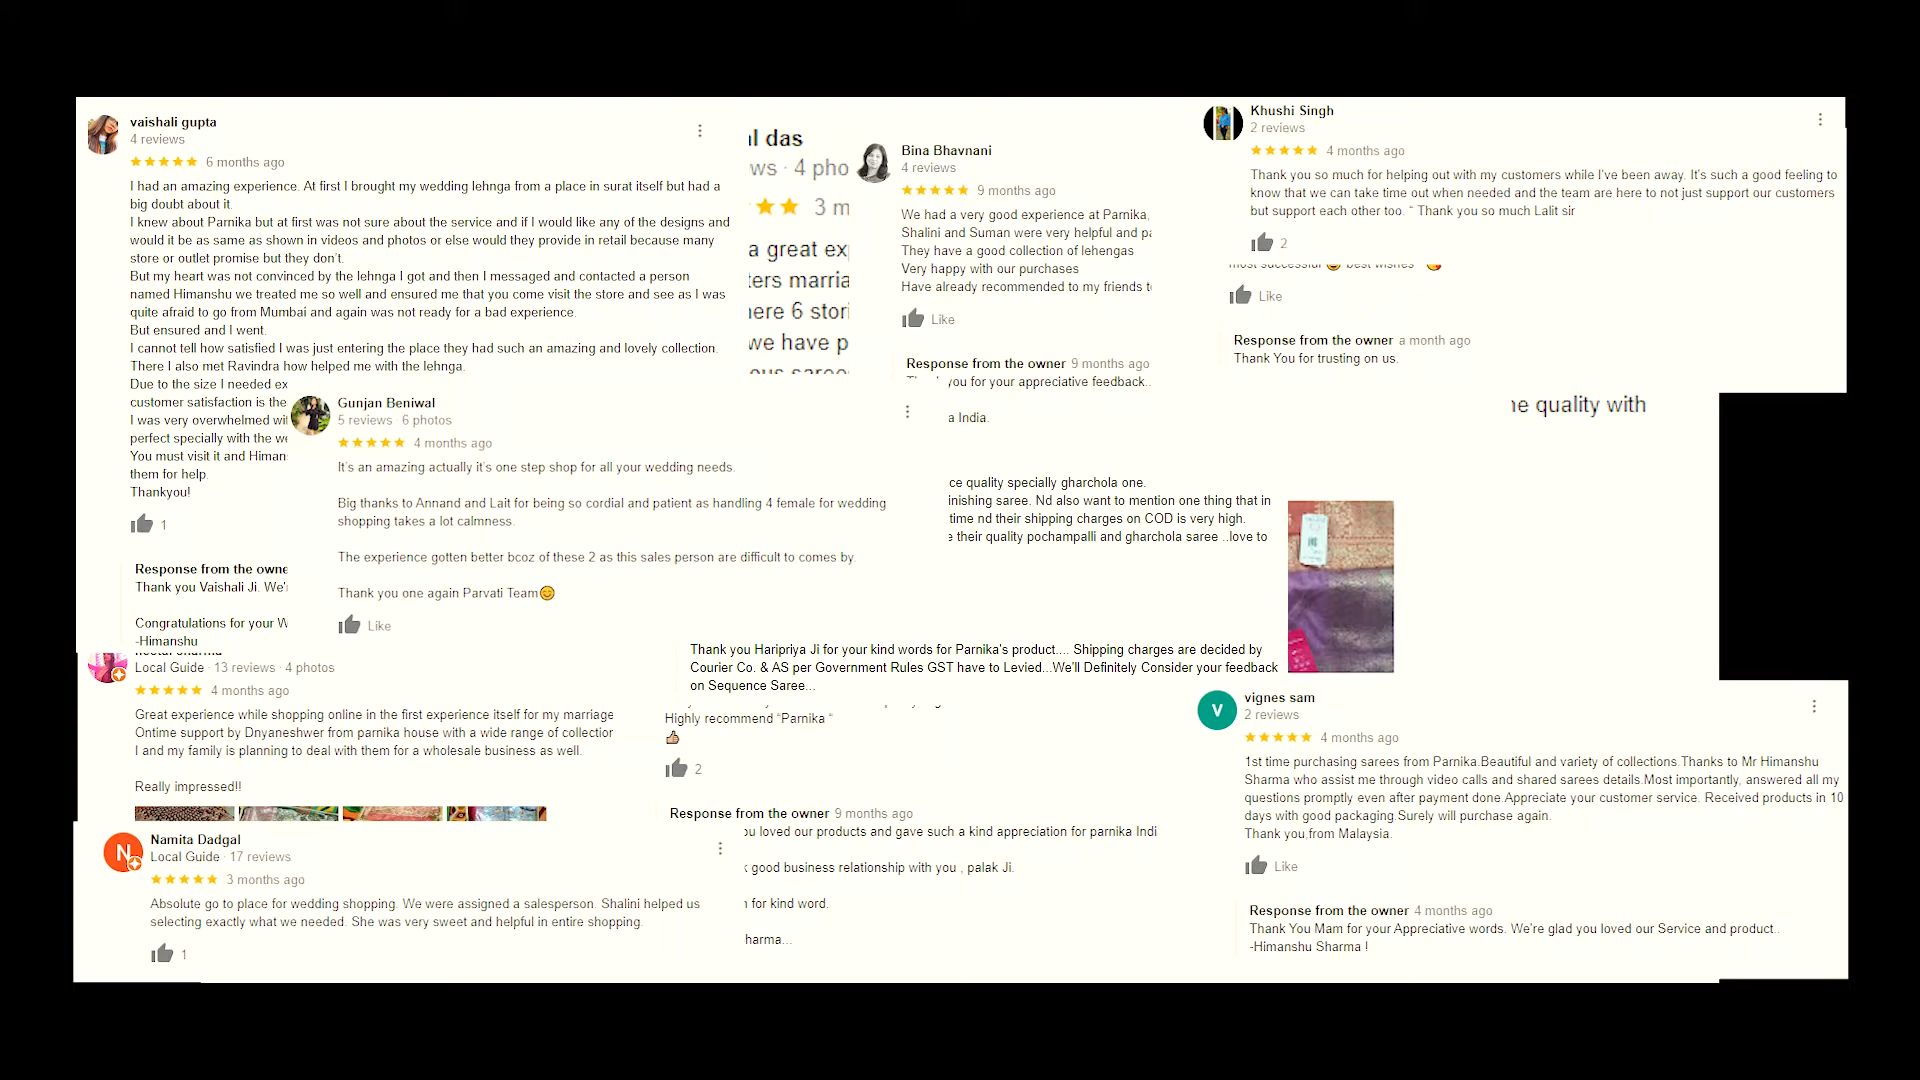 vaishali gupta
4 reviews
6 months ago
I had an amazing experience. At first I brought my wedding lehnga from a place in surat itself but had a
big doubt about it.
I knew about Parnika but at first was not sure about the service and if I would like any of the designs and
would it be as same as shown in videos and photos or else would they provide in retail because many
store or outlet promise but they don't.
But my heart was not convinced by the lehnga I got and then I messaged and contacted a person
named Himanshu we treated me so well and ensured me that you come visit the store and see as I was
quite afraid to go from Mumbai and again was not ready for a bad experience.
But ensured and I went.
I cannot tell how satisfied I was just entering the place they had such an amazing and lovely collection.
There I also met Ravindra how helped me with the lehnga.
Due to the size I needed ex
customer satisfaction is the
I was very overwhelmed wi
perfect specially with the we
You must visit it and Himan
them for help.
Thankyou!
1
Response from the owne
Thank you Vaishali Ji. We'
Congratulations for your W
-Himanshu
l das
ws · 4 pho
3 m
a great ex
ters marria
ere 6 stori
we have p
ous saree
Bina Bhavnani
4 reviews
9 months ago
We had a very good experience at Parnika,
Shalini and Suman were very helpful and pa
They have a good collection of lehengas
Very happy with our purchases
Have already recommended to my friends t
Like
Response from the owner 9 months ago
Thank you for your appreciative feedback..
a India.
Khushi Singh
2 reviews
4 months ago
Thank you so much for helping out with my customers while I've been away. It's such a good feeling to
know that we can take time out when needed and the team are here to not just support our customers
but support each other too. “ Thank you so much Lalit sir
2
most successful 😄 best wishes 😘
Like
Response from the owner a month ago
Thank You for trusting on us.
e quality with
Gunjan Beniwal
5 reviews · 6 photos
4 months ago
It's an amazing actually it's one step shop for all your wedding needs.
Big thanks to Annand and Lait for being so cordial and patient as handling 4 female for wedding
shopping takes a lot calmness.
The experience gotten better bcoz of these 2 as this sales person are difficult to comes by.
Thank you one again Parvati Team😊
Like
ce quality specially gharchola one.
inishing saree. Nd also want to mention one thing that in
time nd their shipping charges on COD is very high.
e their quality pochampalli and gharchola saree ..love to
Thank you Haripriya Ji for your kind words for Parnika's product.... Shipping charges are decided by
Courier Co. & AS per Government Rules GST have to Levied...We'll Definitely Consider your feedback
on Sequence Saree...
Local Guide · 13 reviews · 4 photos
4 months ago
Great experience while shopping online in the first experience itself for my marriage
Ontime support by Dnyaneshwer from parnika house with a wide range of collection
I and my family is planning to deal with them for a wholesale business as well.
Really impressed!!
Highly recommend “Parnika “
👍
2
Response from the owner 9 months ago
ou loved our products and gave such a kind appreciation for parnika Indi
good business relationship with you , palak Ji.
for kind word.
harma...
Namita Dadgal
Local Guide · 17 reviews
3 months ago
Absolute go to place for wedding shopping. We were assigned a salesperson. Shalini helped us
selecting exactly what we needed. She was very sweet and helpful in entire shopping.
1
vignes sam
2 reviews
4 months ago
1st time purchasing sarees from Parnika.Beautiful and variety of collections.Thanks to Mr Himanshu
Sharma who assist me through video calls and shared sarees details.Most importantly, answered all my
questions promptly even after payment done.Appreciate your customer service. Received products in 10
days with good packaging.Surely will purchase again.
Thank you,from Malaysia.
Like
Response from the owner 4 months ago
Thank You Mam for your Appreciative words. We're glad you loved our Service and product..
-Himanshu Sharma !